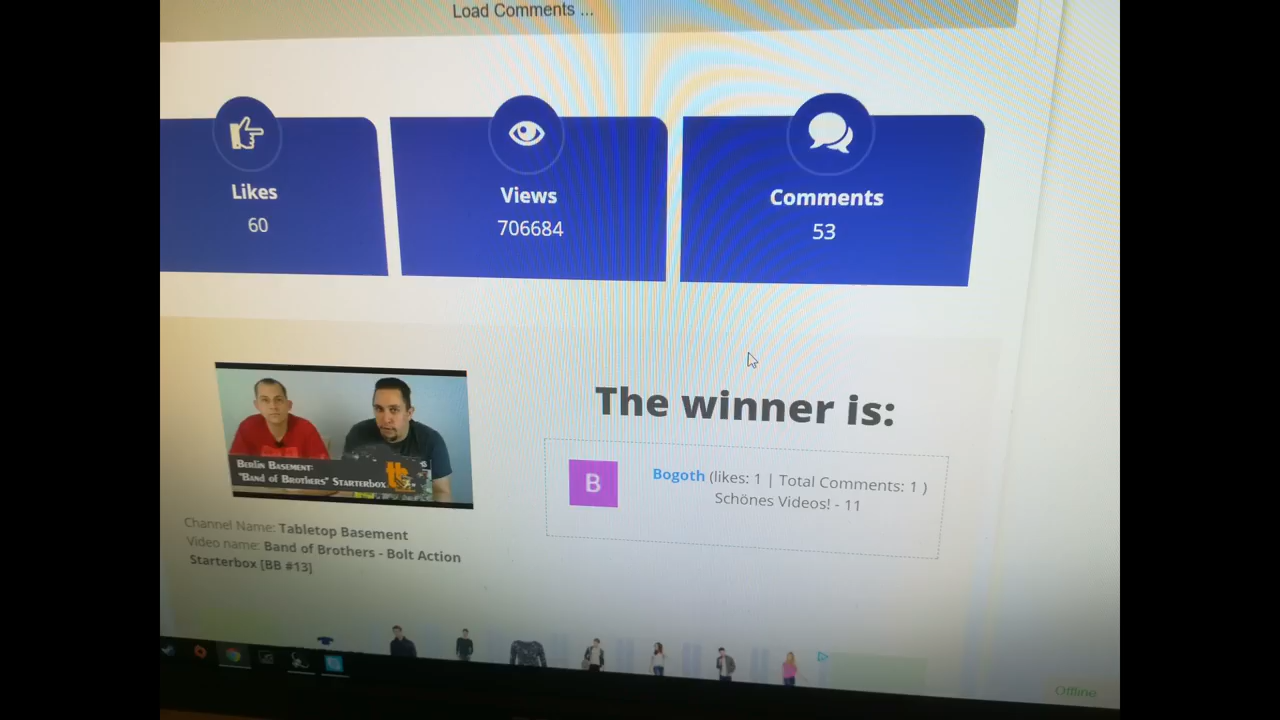 Load Comments ...
Likes
60
Views
706684
Comments
53
The winner is:
B
Bogoth (likes: 1 | Total Comments: 1 )
Schönes Videos! - 11
Berlin Basement:
"Band of Brothers" Starterbox
Channel Name: Tabletop Basement
Video name: Band of Brothers - Bolt Action
Starterbox [BB #13]
Offline